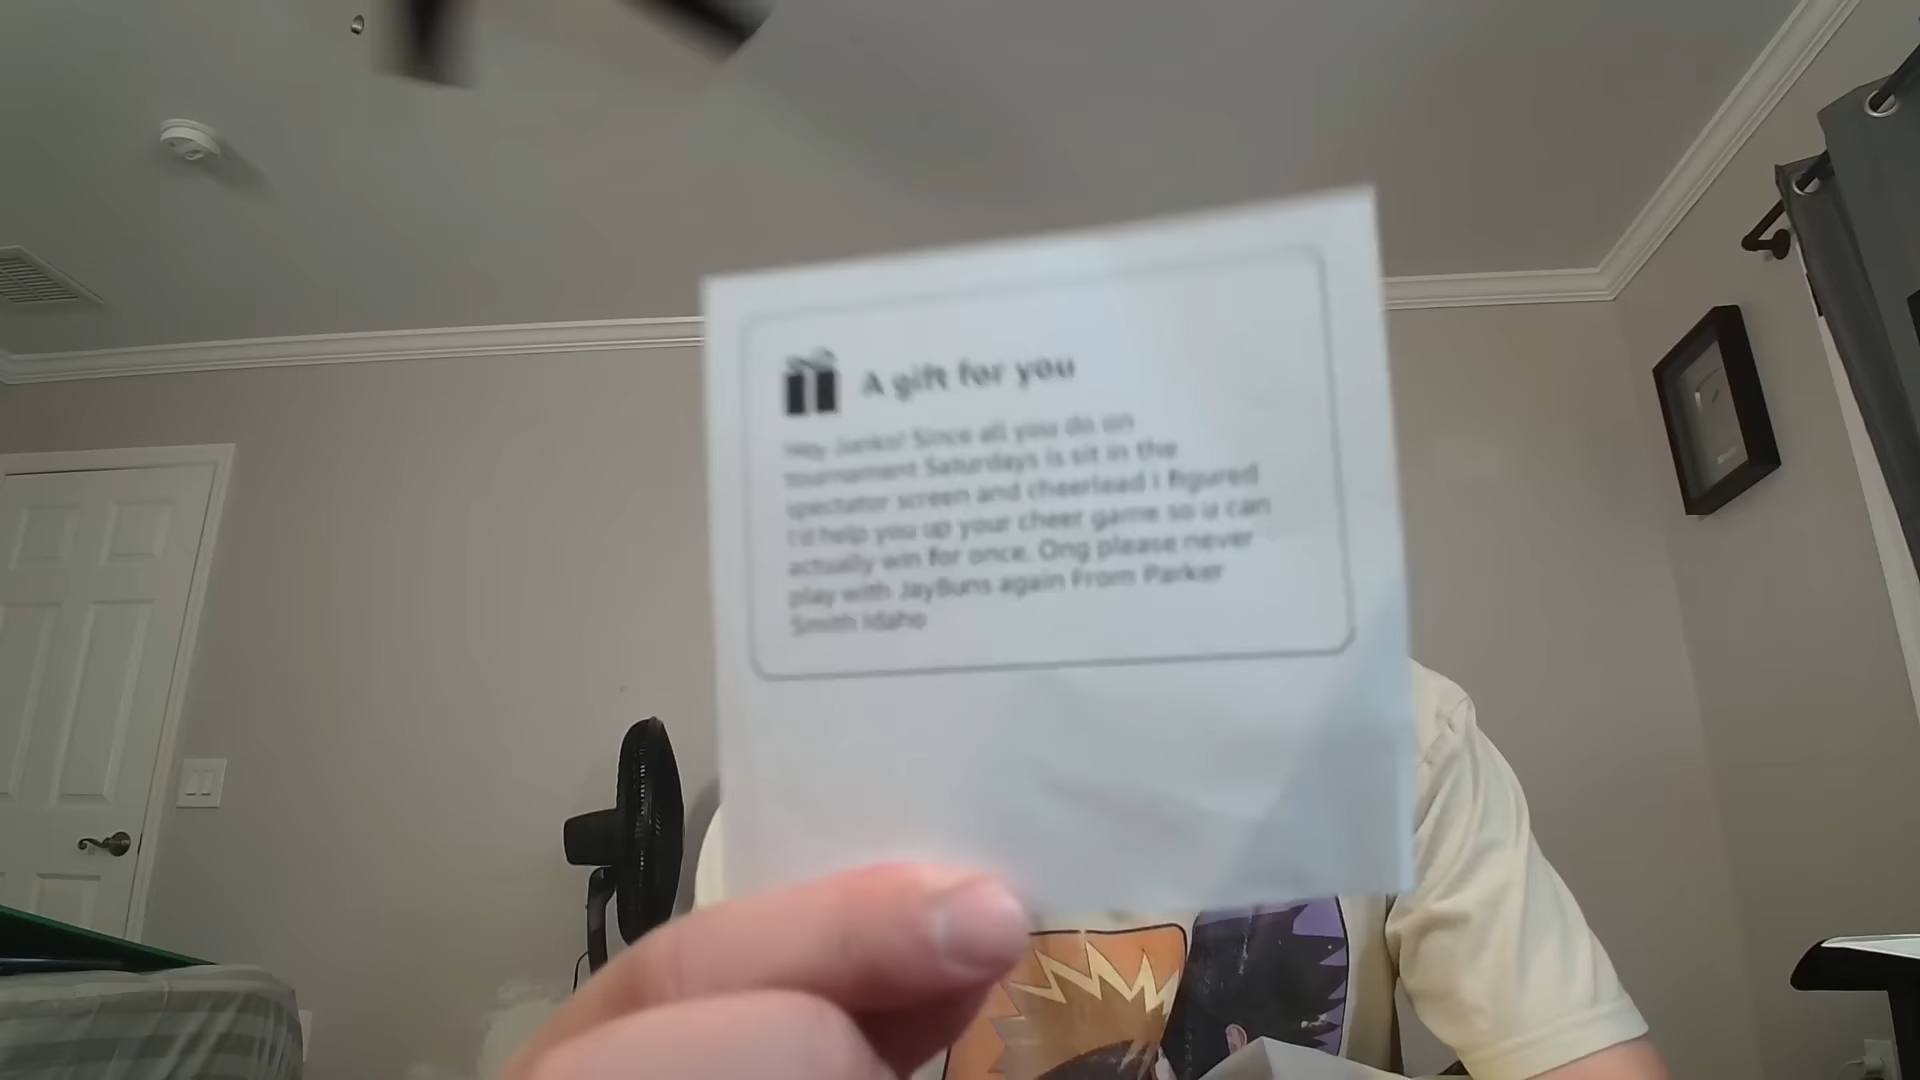 A gift for you
Hey Junko! Since all you do on
tournament Saturdays is sit in the
spectator screen and cheerlead i figured
I'd help you up your cheer game so u can
actually win for once. Ong please never
play with JayBuns again From Parker
Smith Idaho